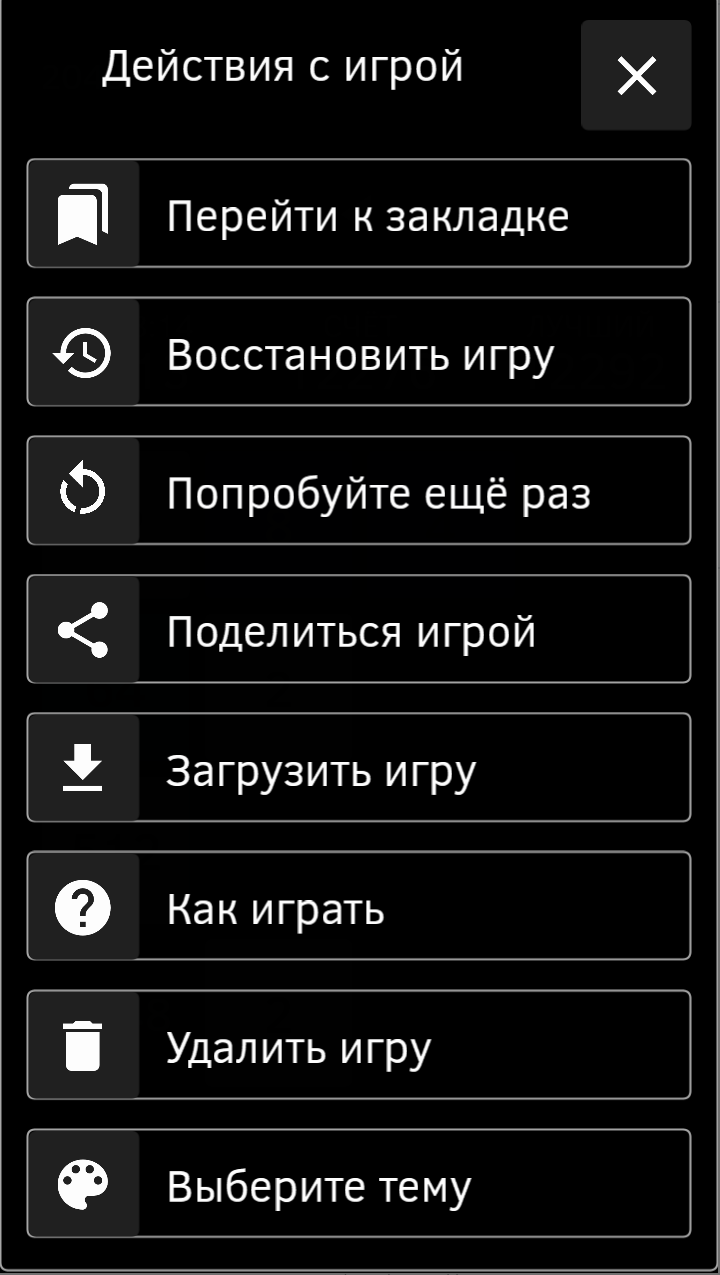 Действия с игрой
Перейти к закладке
Восстановить игру
Попробуйте ещё раз
Поделиться игрой
Загрузить игру
Как играть
Удалить игру
Выберите тему